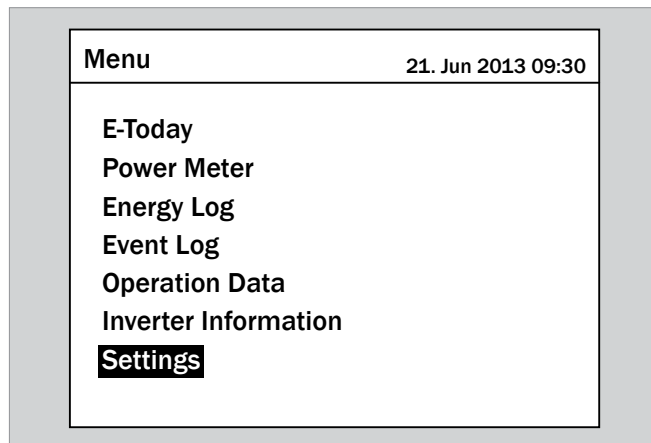 Menu
21. Jun 2013 09:30
E-Today
Power Meter
Energy Log
Event Log
Operation Data
Inverter Information
Settings